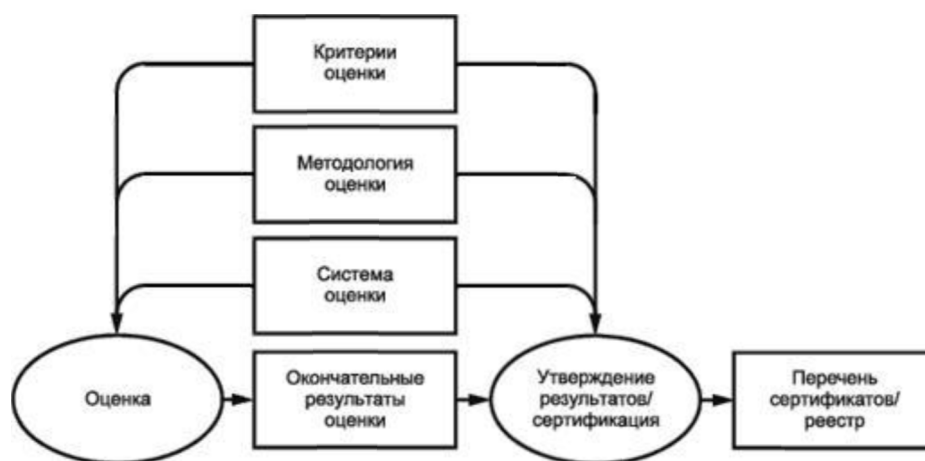 Критерии
оценки
Методология
оценки
Система
оценки
Оценка
Окончательные
результаты
оценки
Утверждение
результатов/
сертификация
Перечень
сертификатов/
реестр